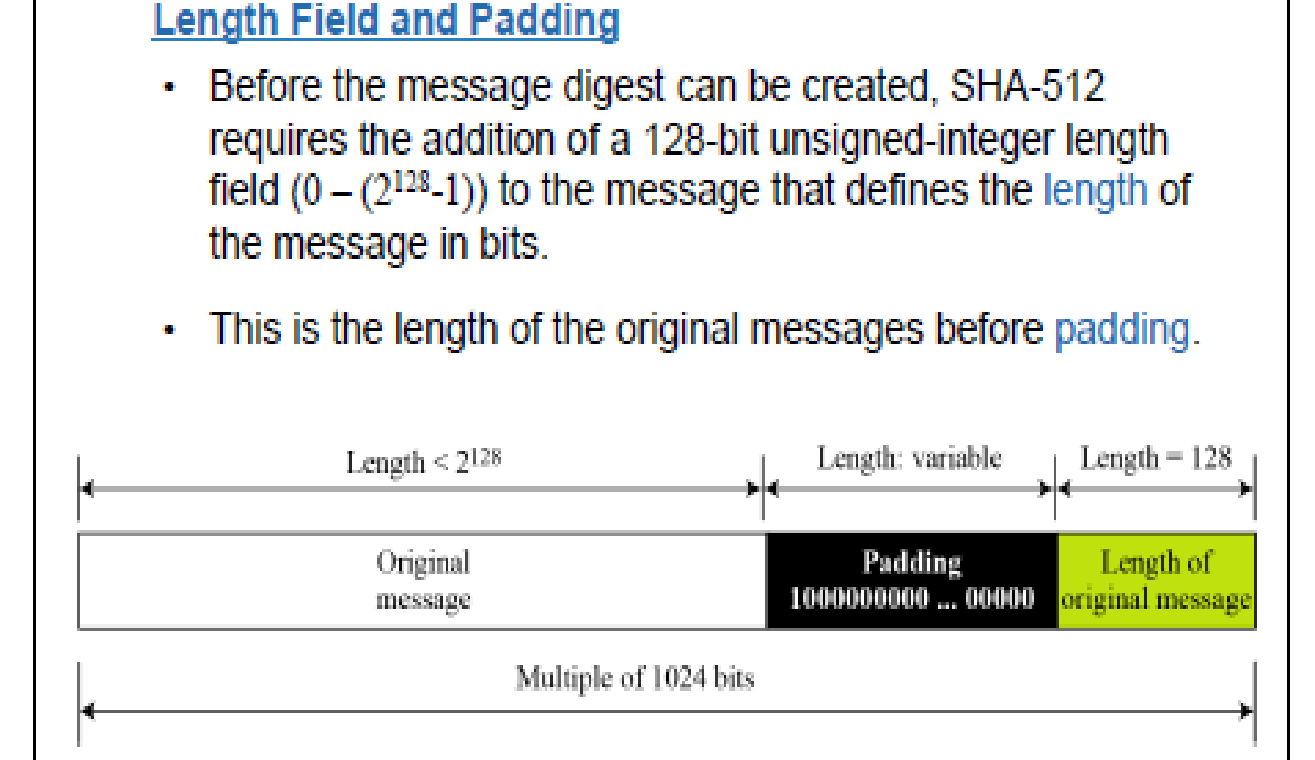 Length Field and Padding
• Before the message digest can be created, SHA-512
requires the addition of a 128-bit unsigned-integer length
field (0 – (2¹²⁸-1)) to the message that defines the length of
the message in bits.
• This is the length of the original messages before padding.
Length < 2¹²⁸ Length: variable Length = 128
Original Padding Length of
message 1000000000 ... 00000 original message
Multiple of 1024 bits